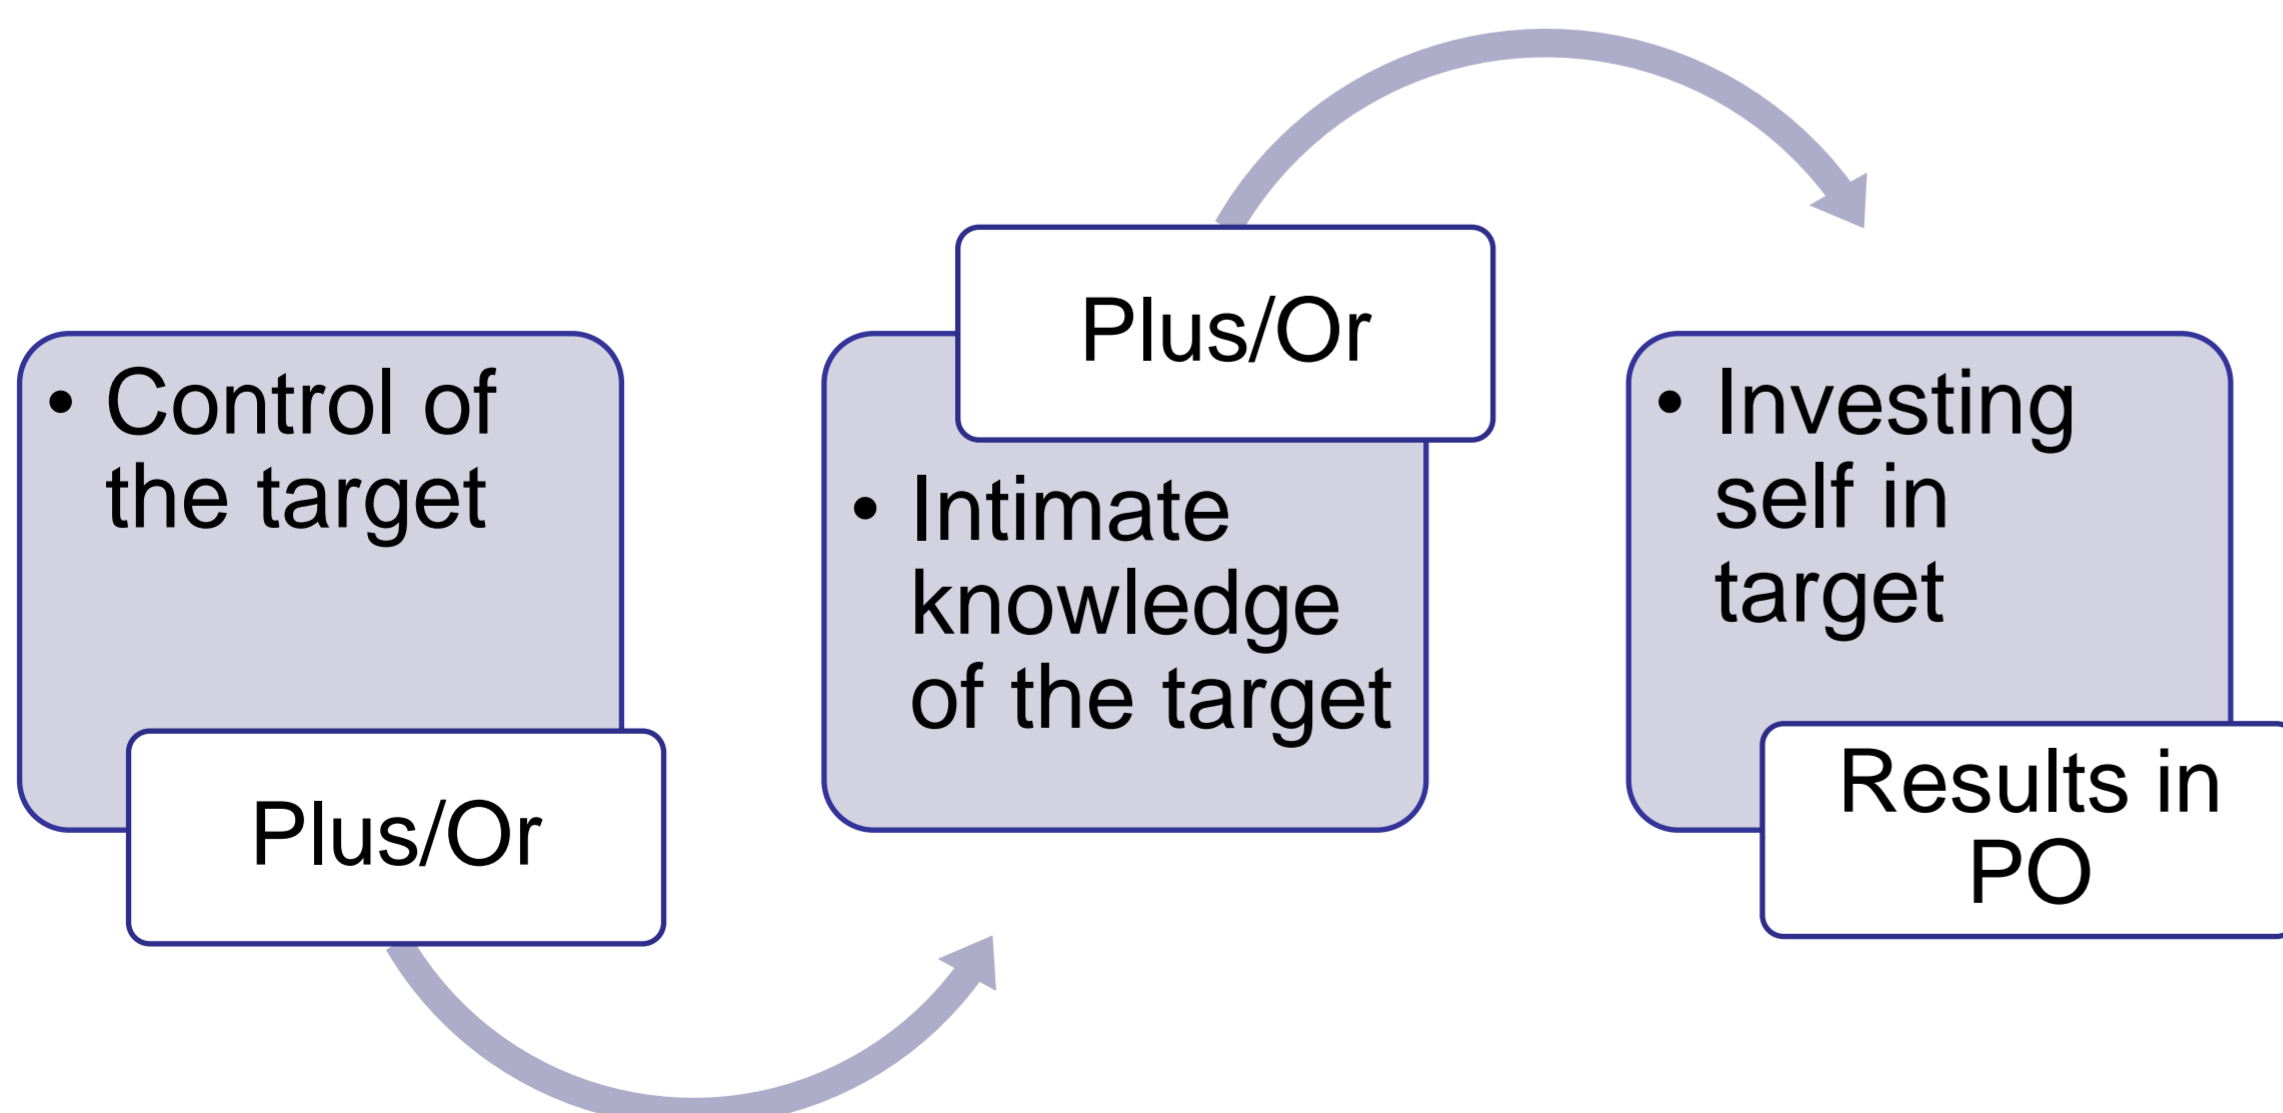 • Control of
the target
Plus/Or
Plus/Or
• Intimate
knowledge
of the target
• Investing
self in
target
Results in
PO